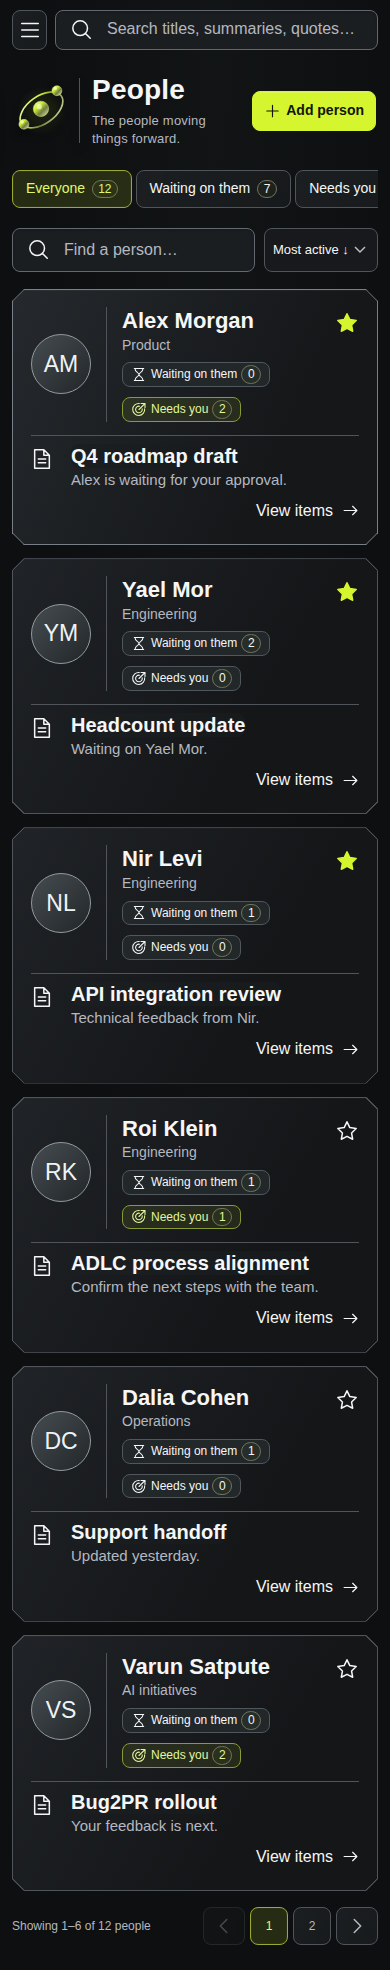 Search titles, summaries, quotes…
People
The people moving
things forward.
+ Add person
Everyone 12
Waiting on them 7
Needs you
Find a person…
Most active ↓
AM
Alex Morgan
Product
Waiting on them 0
Needs you 2
Q4 roadmap draft
Alex is waiting for your approval.
View items →
YM
Yael Mor
Engineering
Waiting on them 2
Needs you 0
Headcount update
Waiting on Yael Mor.
View items →
NL
Nir Levi
Engineering
Waiting on them 1
Needs you 0
API integration review
Technical feedback from Nir.
View items →
RK
Roi Klein
Engineering
Waiting on them 1
Needs you 1
ADLC process alignment
Confirm the next steps with the team.
View items →
DC
Dalia Cohen
Operations
Waiting on them 1
Needs you 0
Support handoff
Updated yesterday.
View items →
VS
Varun Satpute
AI initiatives
Waiting on them 0
Needs you 2
Bug2PR rollout
Your feedback is next.
View items →
Showing 1–6 of 12 people
1
2